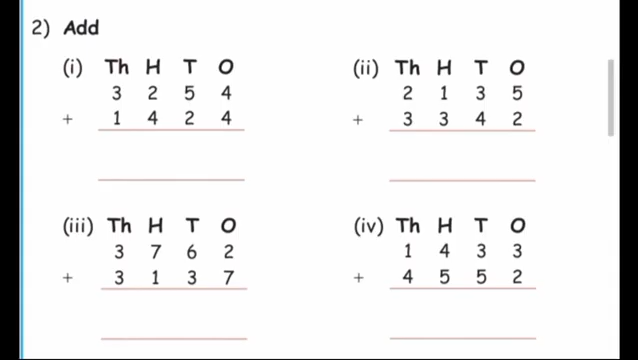 2) Add
(i) Th H T O
3 2 5 4
+ 1 4 2 4
(ii) Th H T O
2 1 3 5
+ 3 3 4 2
(iii) Th H T O
3 7 6 2
+ 3 1 3 7
(iv) Th H T O
1 4 3 3
+ 4 5 5 2